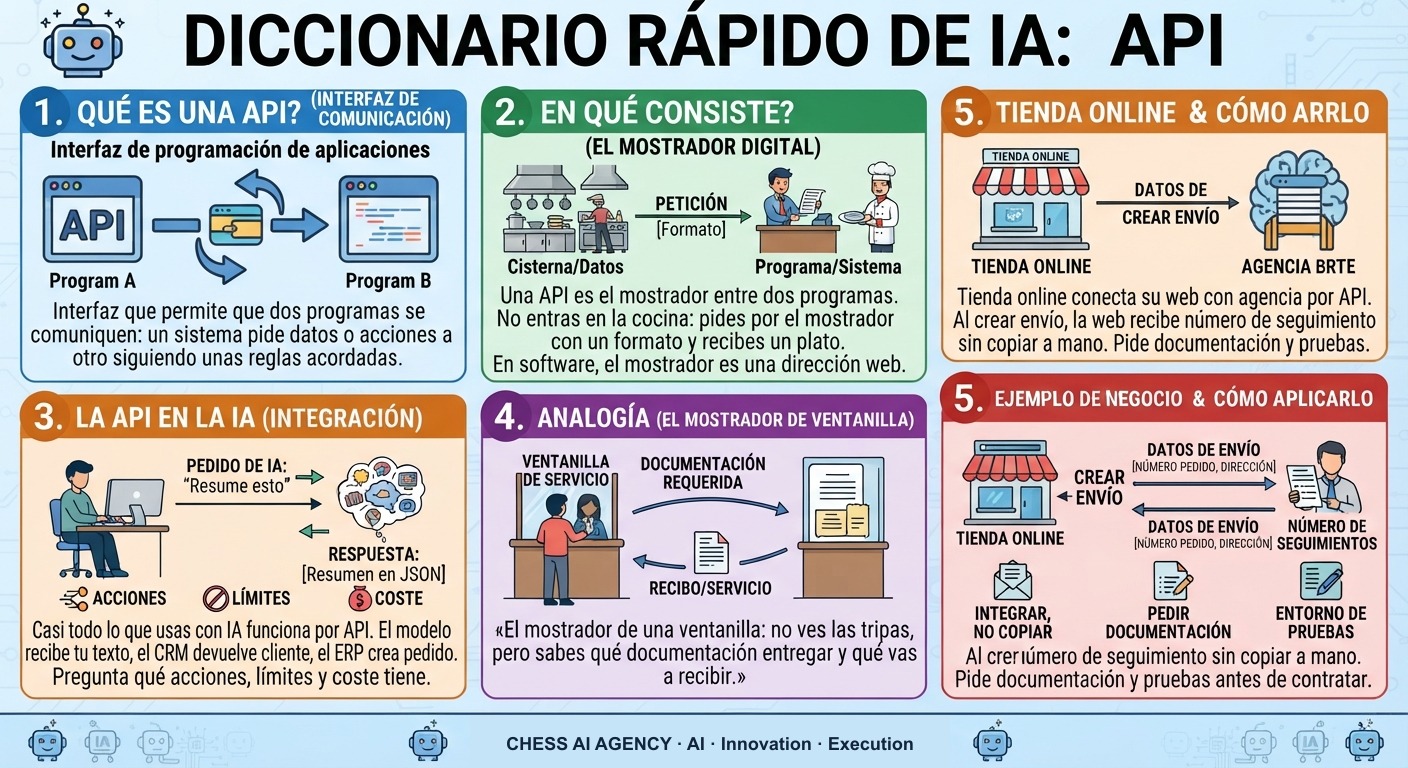 DICCIONARIO RÁPIDO DE IA: API
1. QUÉ ES UNA API? (INTERFAZ DE
COMUNICACIÓN)
Interfaz de programación de aplicaciones
API
Program A
Program B
Interfaz que permite que dos programas se
comuniquen: un sistema pide datos o acciones a
otro siguiendo unas reglas acordadas.
2. EN QUÉ CONSISTE?
(EL MOSTRADOR DIGITAL)
PETICIÓN
[Formato]
Cisterna/Datos
Programa/Sistema
Una API es el mostrador entre dos programas.
No entras en la cocina: pides por el mostrador
con un formato y recibes un plato.
En software, el mostrador es una dirección web.
5. TIENDA ONLINE & CÓMO ARRLO
TIENDA ONLINE
DATOS DE
CREAR ENVÍO
TIENDA ONLINE
AGENCIA BRTE
Tienda online conecta su web con agencia por API.
Al crear envío, la web recibe número de seguimiento
sin copiar a mano. Pide documentación y pruebas.
3. LA API EN LA IA (INTEGRACIÓN)
PEDIDO DE IA:
"Resume esto"
RESPUESTA:
[Resumen en JSON]
ACCIONES
LÍMITES
$
COSTE
Casi todo lo que usas con IA funciona por API. El modelo
recibe tu texto, el CRM devuelve cliente, el ERP crea pedido.
Pregunta qué acciones, límites y coste tiene.
4. ANALOGÍA (EL MOSTRADOR DE VENTANILLA)
VENTANILLA
DE SERVICIO
DOCUMENTACIÓN
REQUERIDA
RECIBO/SERVICIO
«El mostrador de una ventanilla: no ves las tripas,
pero sabes qué documentación entregar y qué vas
a recibir.»
5. EJEMPLO DE NEGOCIO & CÓMO APLICARLO
TIENDA ONLINE
CREAR
ENVÍO
DATOS DE ENVÍO
[NÚMERO PEDIDO, DIRECCIÓN]
DATOS DE ENVÍO
[NÚMERO PEDIDO, DIRECCIÓN]
NÚMERO DE
SEGUIMIENTOS
INTEGRAR,
NO COPIAR
PEDIR
DOCUMENTACIÓN
ENTORNO DE
PRUEBAS
Al de seguimiento sin copiar a mano.
Pide documentación y pruebas antes de contratar.
IA
CHESS AI AGENCY · AI · Innovation · Execution
IA